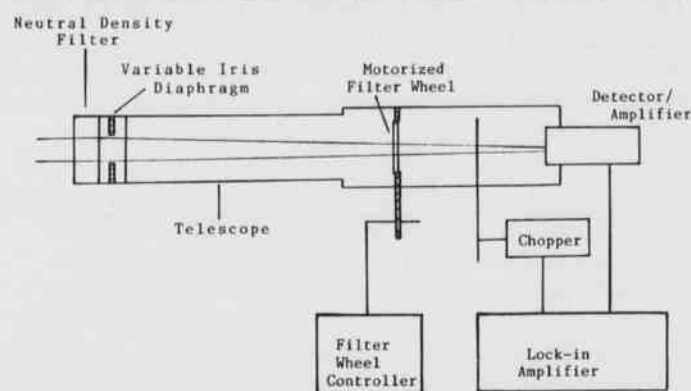 Neutral Density
Filter
Variable Iris
Diaphragm
Motorized
Filter Wheel
Detector/
Amplifier
Telescope
Chopper
Filter
Wheel
Controller
Lock-in
Amplifier